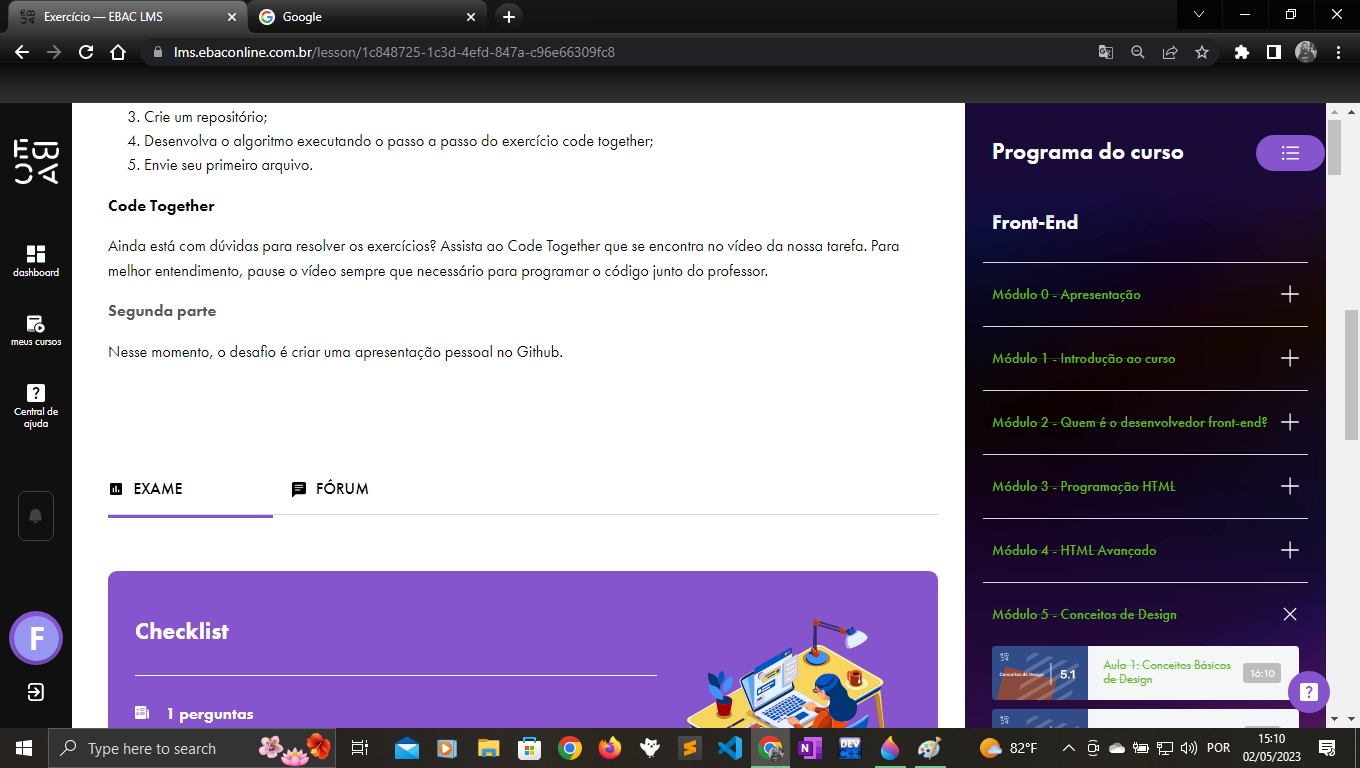 Exercício — EBAC LMS
Google
lms.ebaconline.com.br/lesson/1c848725-1c3d-4efd-847a-c96e66309fc8
EBAC
dashboard
meus cursos
Central de
ajuda
F
3. Crie um repositório;
4. Desenvolva o algoritmo executando o passo a passo do exercício code together;
5. Envie seu primeiro arquivo.
Code Together
Ainda está com dúvidas para resolver os exercícios? Assista ao Code Together que se encontra no vídeo da nossa tarefa. Para
melhor entendimento, pause o vídeo sempre que necessário para programar o código junto do professor.
Segunda parte
Nesse momento, o desafio é criar uma apresentação pessoal no Github.
EXAME
FÓRUM
Checklist
1 perguntas
Programa do curso
Front-End
Módulo 0 - Apresentação
Módulo 1 - Introdução ao curso
Módulo 2 - Quem é o desenvolvedor front-end?
Módulo 3 - Programação HTML
Módulo 4 - HTML Avançado
Módulo 5 - Conceitos de Design
Conceitos de Design
5.1
Aula 1: Conceitos Básicos
de Design
16:10
Type here to search
DEV
82°F
POR
15:10
02/05/2023